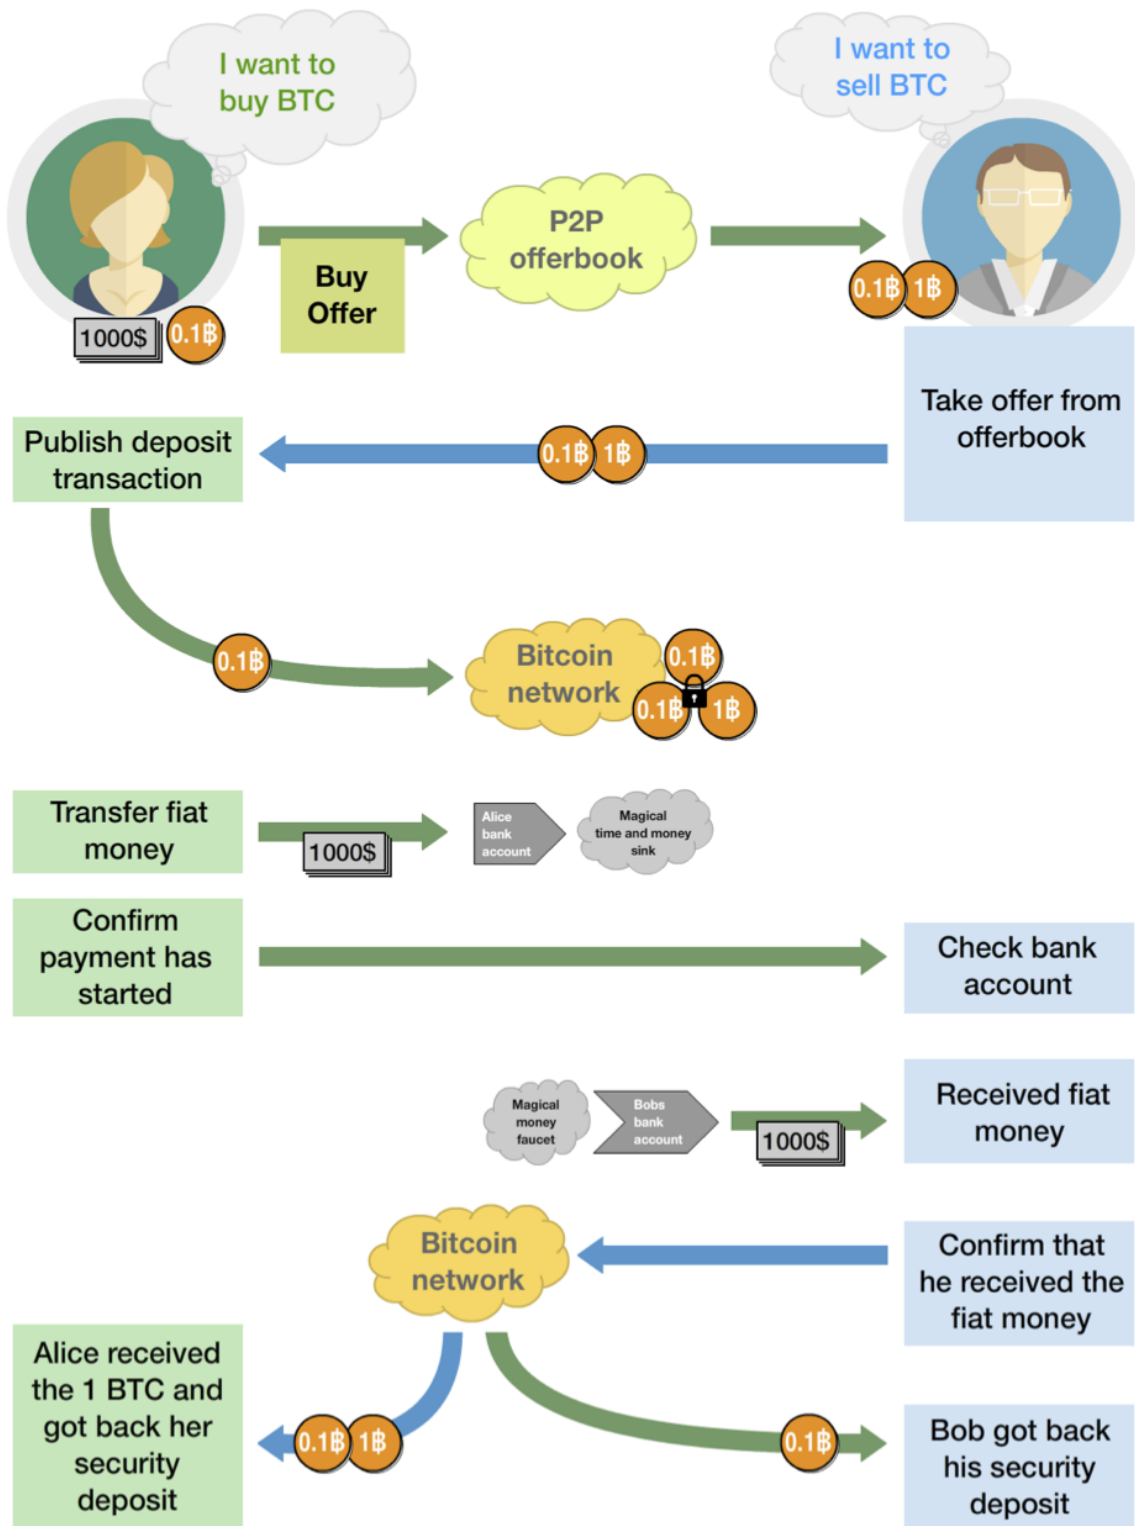 I want to
buy BTC
I want to
sell BTC
P2P
offerbook
Buy
Offer
1000$
0.1฿
0.1฿
1฿
Take offer from
offerbook
Publish deposit
transaction
0.1฿
1฿
0.1฿
Bitcoin
network
0.1฿
0.1฿
1฿
Transfer fiat
money
1000$
Alice
bank
account
Magical
time and money
sink
Confirm
payment has
started
Check bank
account
Magical
money
faucet
Bobs
bank
account
1000$
Received fiat
money
Bitcoin
network
Confirm that
he received the
fiat money
Alice received
the 1 BTC and
got back her
security
deposit
0.1฿
1฿
0.1฿
Bob got back
his security
deposit